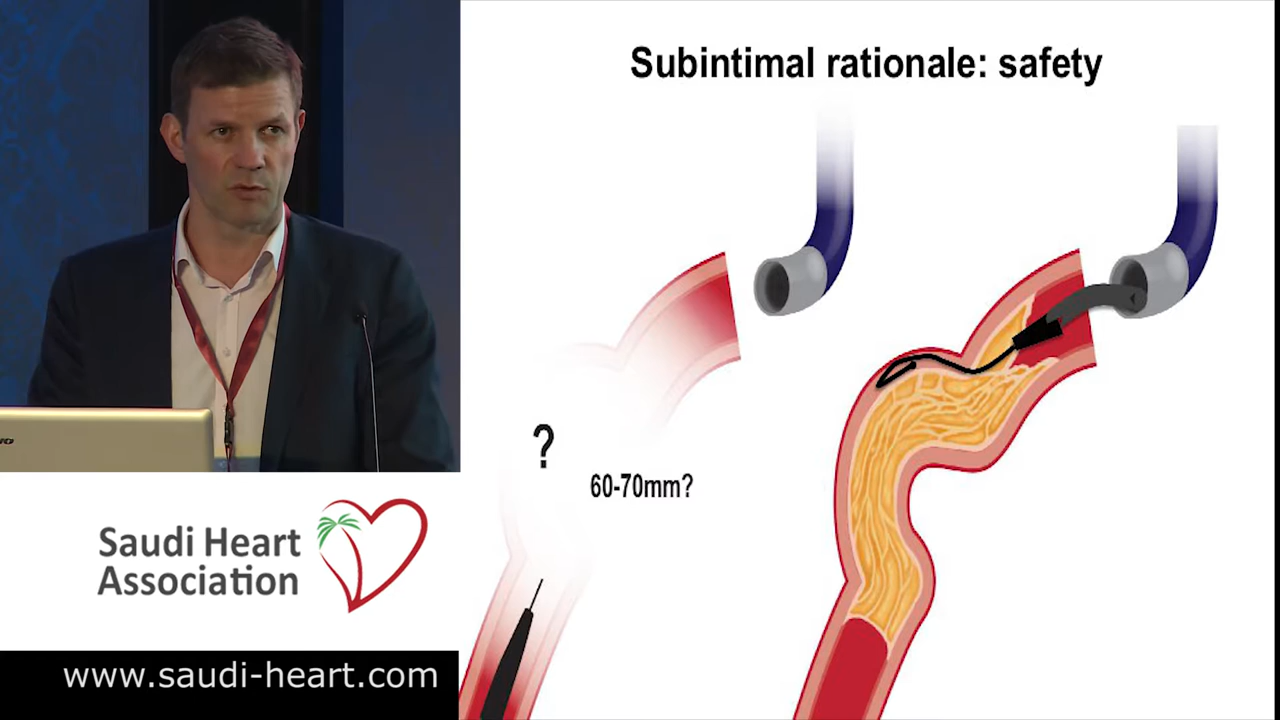 Subintimal rationale: safety
?
60-70mm?
Saudi Heart
Association
www.saudi-heart.com